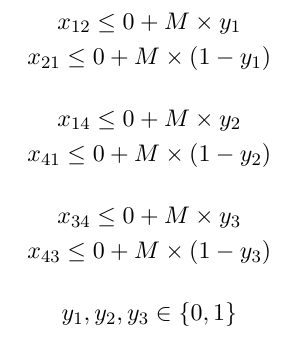 x₁₂ ≤ 0 + M × y₁
x₂₁ ≤ 0 + M × (1 − y₁)
x₁₄ ≤ 0 + M × y₂
x₄₁ ≤ 0 + M × (1 − y₂)
x₃₄ ≤ 0 + M × y₃
x₄₃ ≤ 0 + M × (1 − y₃)
y₁, y₂, y₃ ∈ {0, 1}